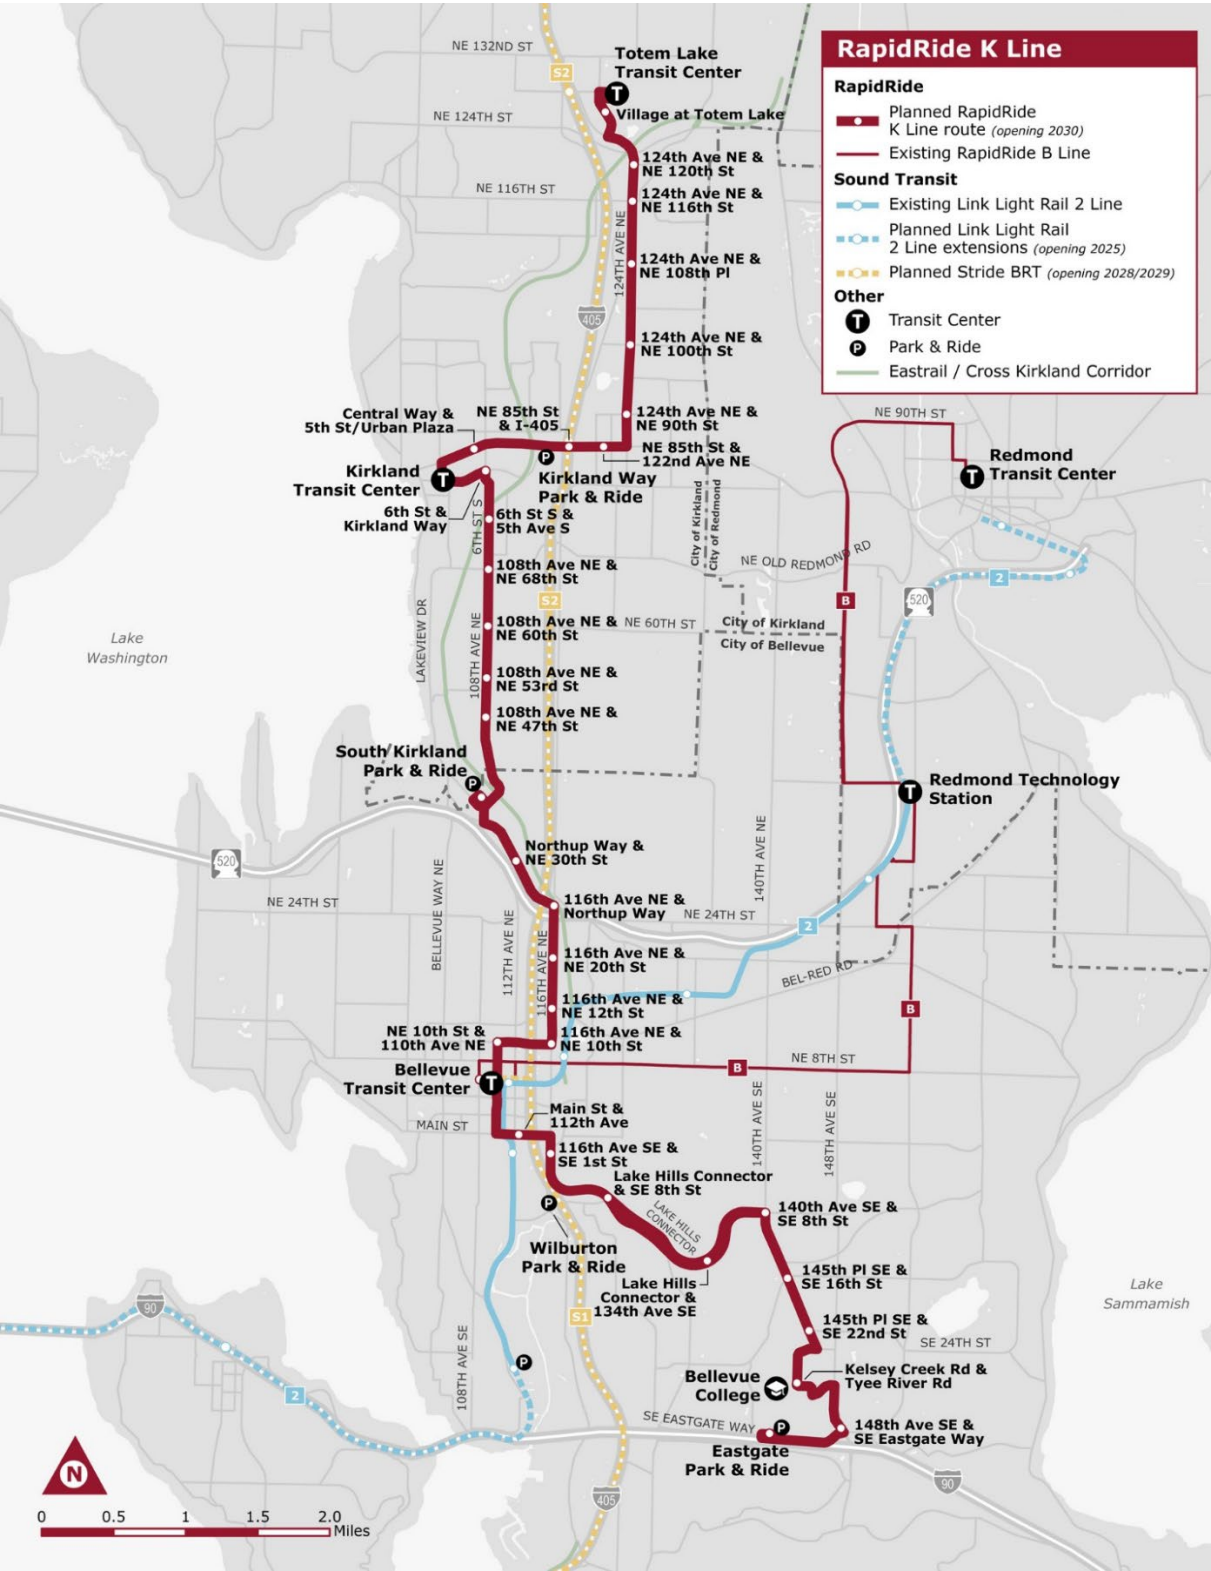 RapidRide K Line
RapidRide
Planned RapidRide
K Line route (opening 2030)
Existing RapidRide B Line
Sound Transit
Existing Link Light Rail 2 Line
Planned Link Light Rail
2 Line extensions (opening 2025)
Planned Stride BRT (opening 2028/2029)
Other
T
Transit Center
P
Park & Ride
Eastrail / Cross Kirkland Corridor
NE 132ND ST
Totem Lake
Transit Center
S2
T
Village at Totem Lake
NE 124TH ST
124th Ave NE &
NE 120th St
NE 116TH ST
124th Ave NE &
NE 116th St
124TH AVE NE
124th Ave NE &
NE 108th Pl
405
124th Ave NE &
NE 100th St
Central Way &
5th St/Urban Plaza
NE 85th St
& I-405
124th Ave NE &
NE 90th St
NE 90TH ST
NE 85th St &
122nd Ave NE
P
Kirkland Way
Park & Ride
Kirkland
Transit Center
T
Redmond
Transit Center
T
6th St &
Kirkland Way
6TH ST S
6th St S &
5th Ave S
City of Kirkland
City of Redmond
NE OLD REDMOND RD
108th Ave NE &
NE 68th St
2
S2
B
520
LAKEVIEW DR
108TH AVE NE
108th Ave NE &
NE 60th St
NE 60TH ST
City of Kirkland
City of Bellevue
Lake
Washington
108th Ave NE &
NE 53rd St
108th Ave NE &
NE 47th St
South Kirkland
Park & Ride
P
Redmond Technology
Station
T
520
Northup Way &
NE 30th St
140TH AVE NE
BELLEVUE WAY NE
NE 24TH ST
116th Ave NE &
Northup Way
NE 24TH ST
2
112TH AVE NE
116TH AVE NE
116th Ave NE &
NE 20th St
BEL-RED RD
116th Ave NE &
NE 12th St
B
NE 10th St &
110th Ave NE
116th Ave NE &
NE 10th St
NE 8TH ST
B
Bellevue
Transit Center
T
MAIN ST
Main St &
112th Ave
140TH AVE SE
148TH AVE SE
116th Ave SE &
SE 1st St
Lake Hills Connector
& SE 8th St
LAKE HILLS
CONNECTOR
140th Ave SE &
SE 8th St
P
Wilburton
Park & Ride
Lake Hills
Connector &
134th Ave SE
145th Pl SE &
SE 16th St
Lake
Sammamish
90
S1
145th Pl SE &
SE 22nd St
SE 24TH ST
108TH AVE SE
P
Bellevue
College
Kelsey Creek Rd &
Tyee River Rd
2
SE EASTGATE WAY
P
148th Ave SE &
SE Eastgate Way
Eastgate
Park & Ride
90
405
N
0 0.5 1 1.5 2.0
Miles